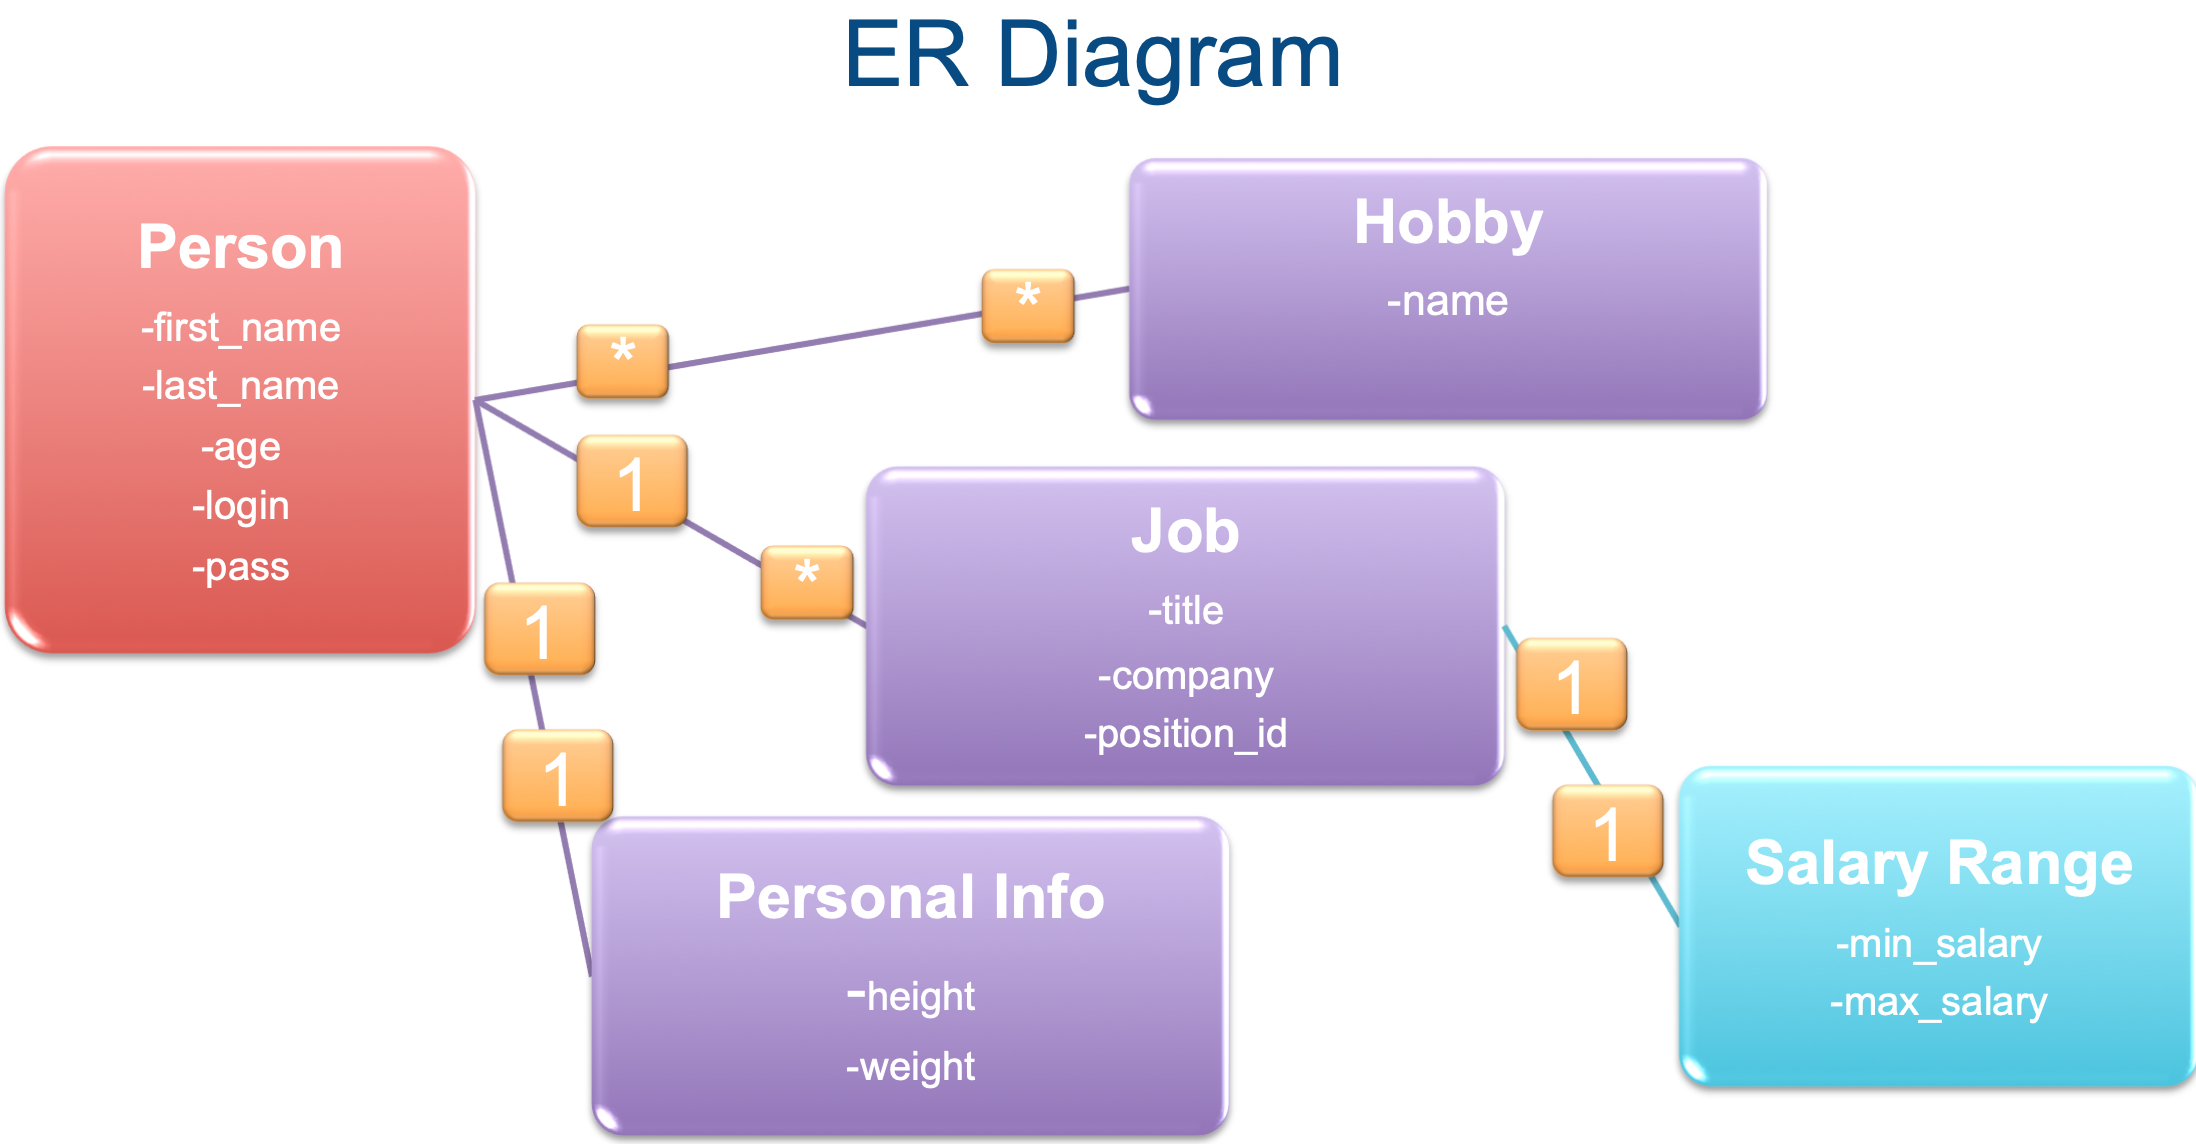 ER Diagram
Person
-first_name
-last_name
-age
-login
-pass
*
*
Hobby
-name
1
*
Job
-title
-company
-position_id
1
1
Personal Info
-height
-weight
1
1
Salary Range
-min_salary
-max_salary